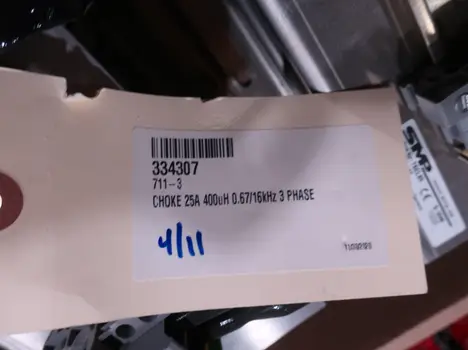 334307
711-3
CHOKE 25A 400uH 0.67/16kHz 3 PHASE
4/11